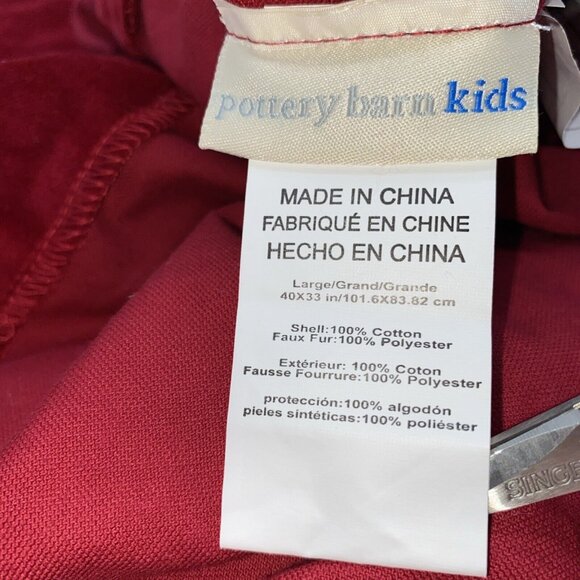 pottery barn kids
MADE IN CHINA
FABRIQUÉ EN CHINE
HECHO EN CHINA
Large/Grand/Grande
40X33 in/101.6X83.82 cm
Shell:100% Cotton
Faux Fur:100% Polyester
Extérieur: 100% Coton
Fausse Fourrure:100% Polyester
protección:100% algodón
pieles sintéticas:100% poliéster